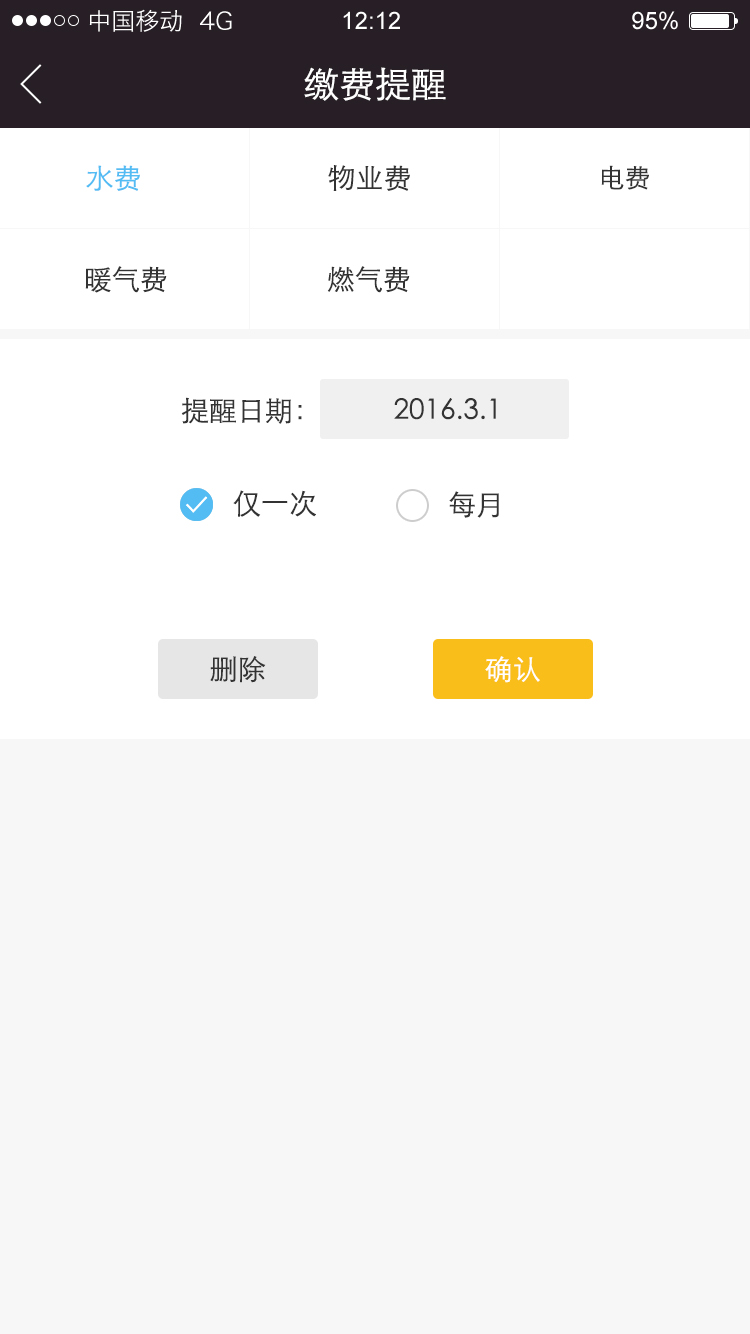 中国移动 4G 12:12 95%
缴费提醒
水费 物业费 电费
暖气费 燃气费
提醒日期: 2016.3.1
仅一次 每月
删除 确认